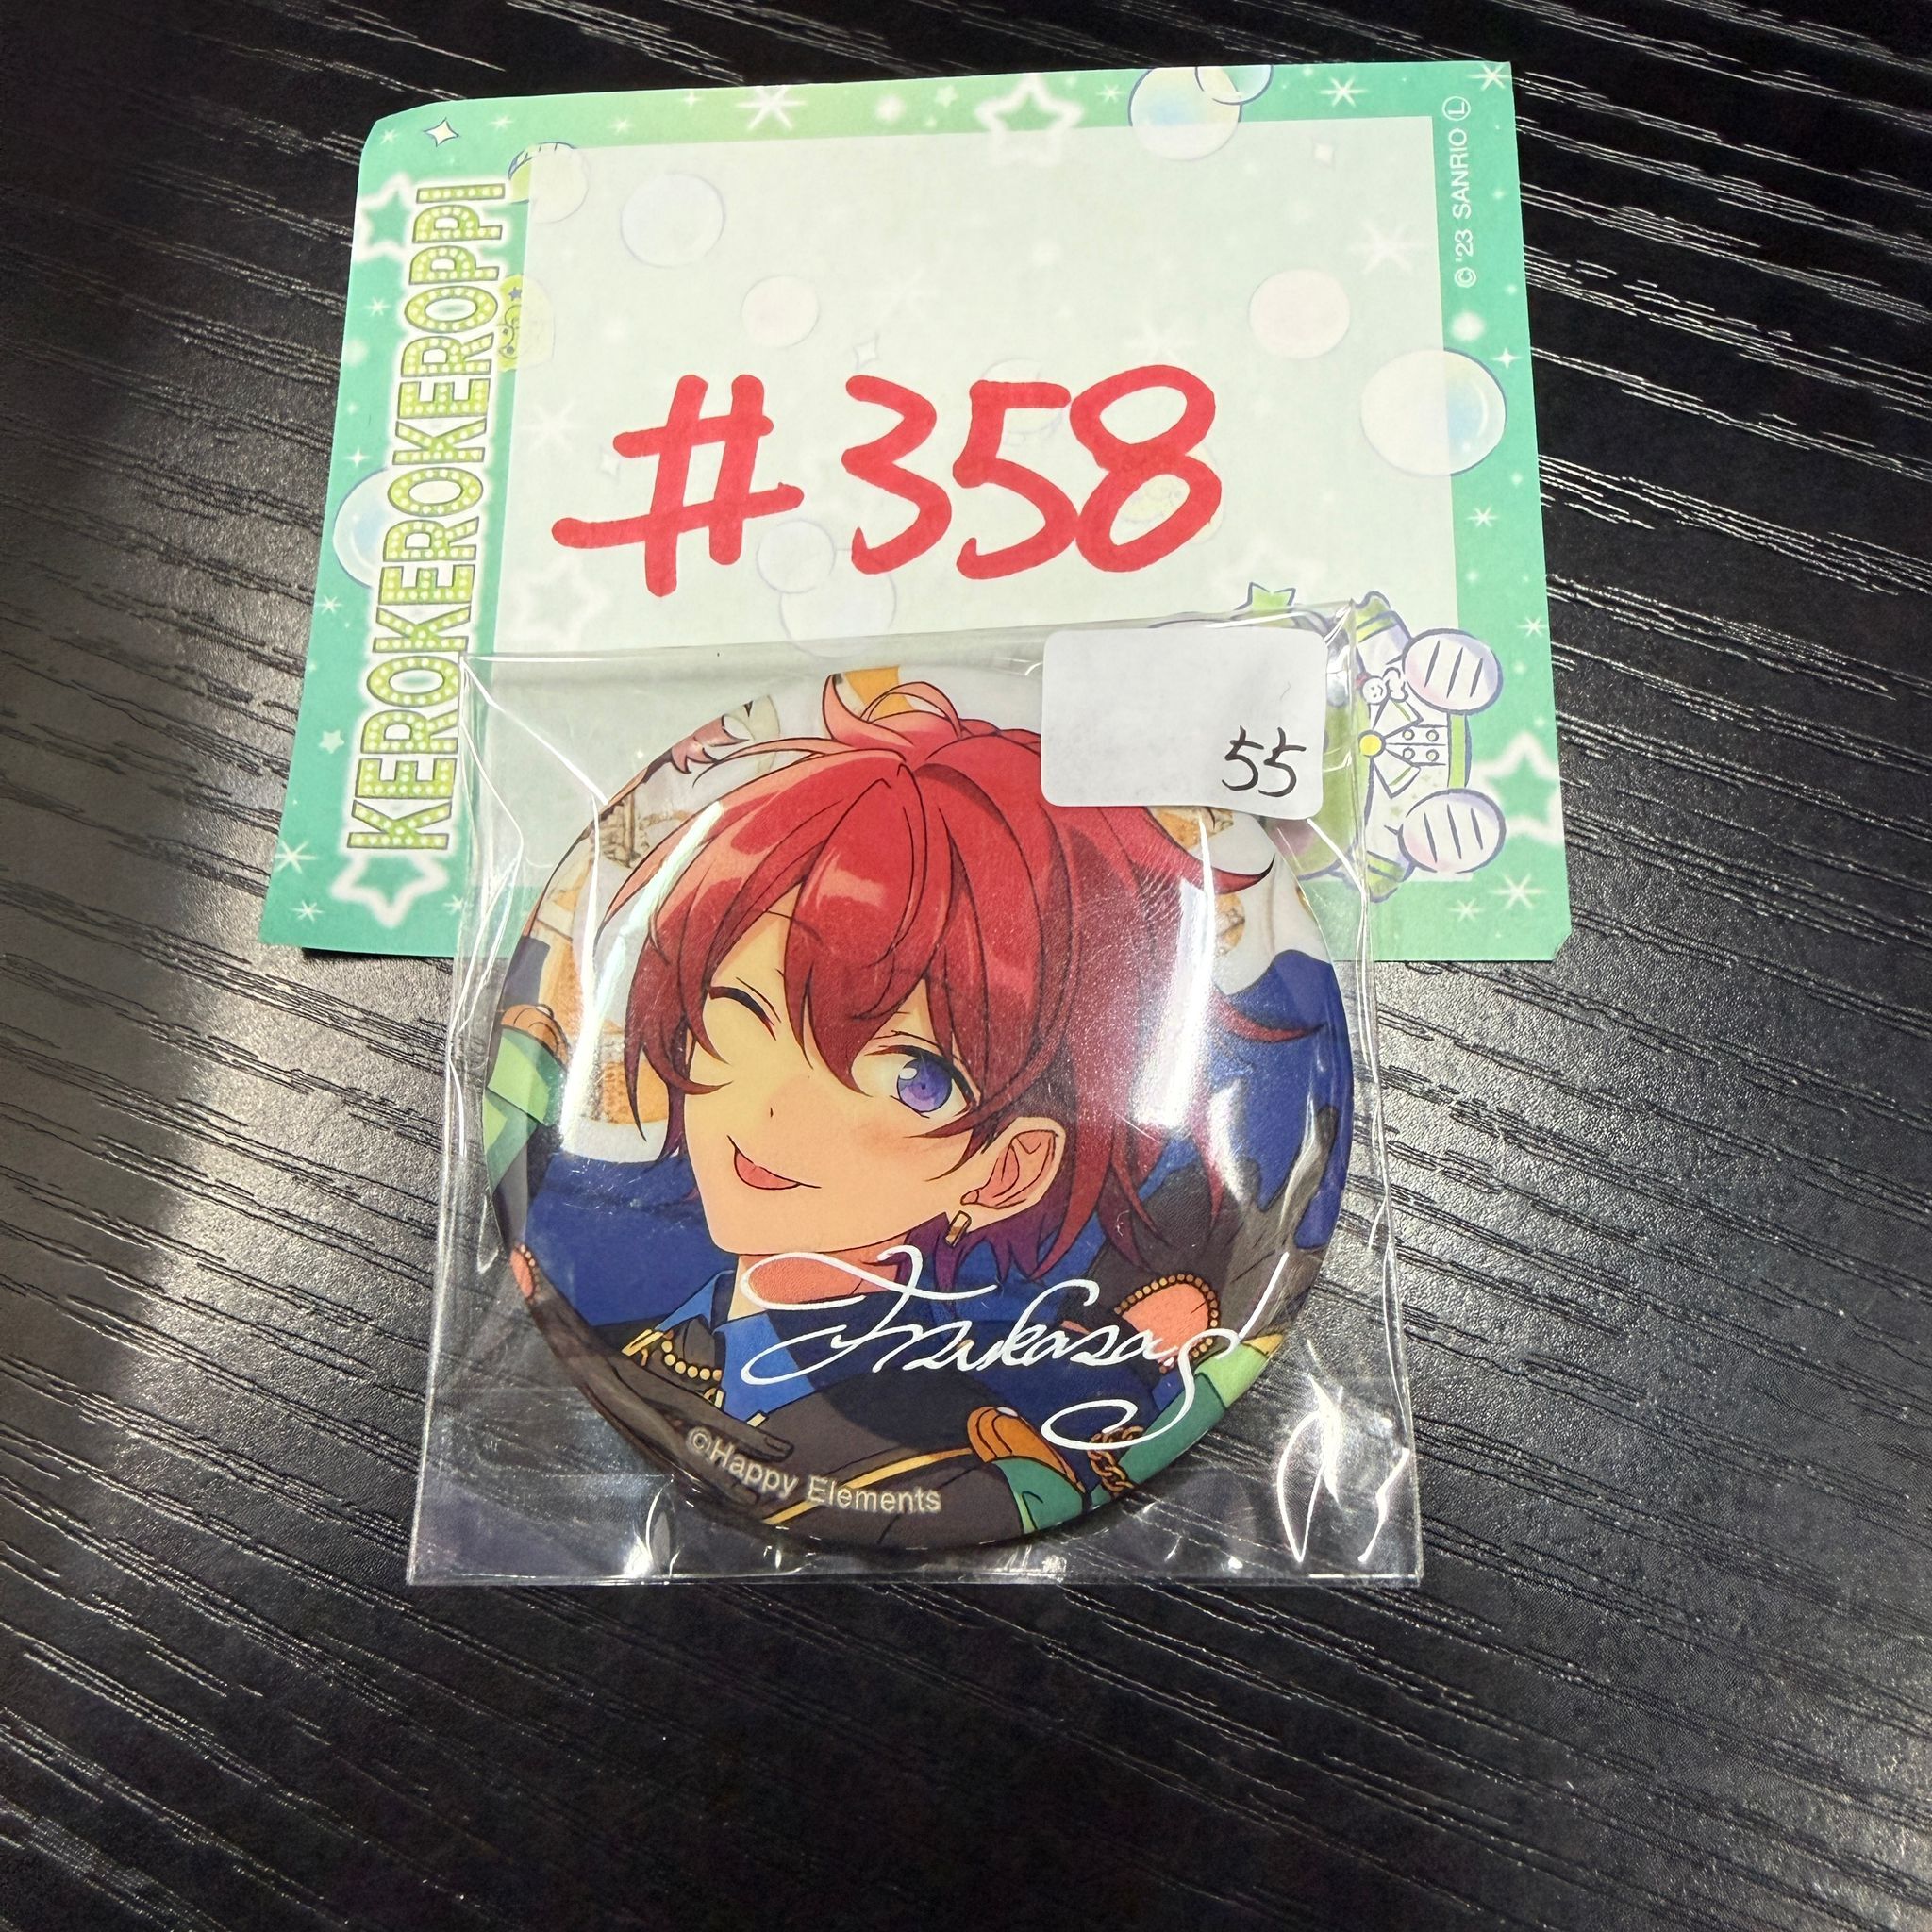 KEROKEROKEROPPI
© '23 SANRIO Ⓛ
#358
55
Tsukasa
©Happy Elements